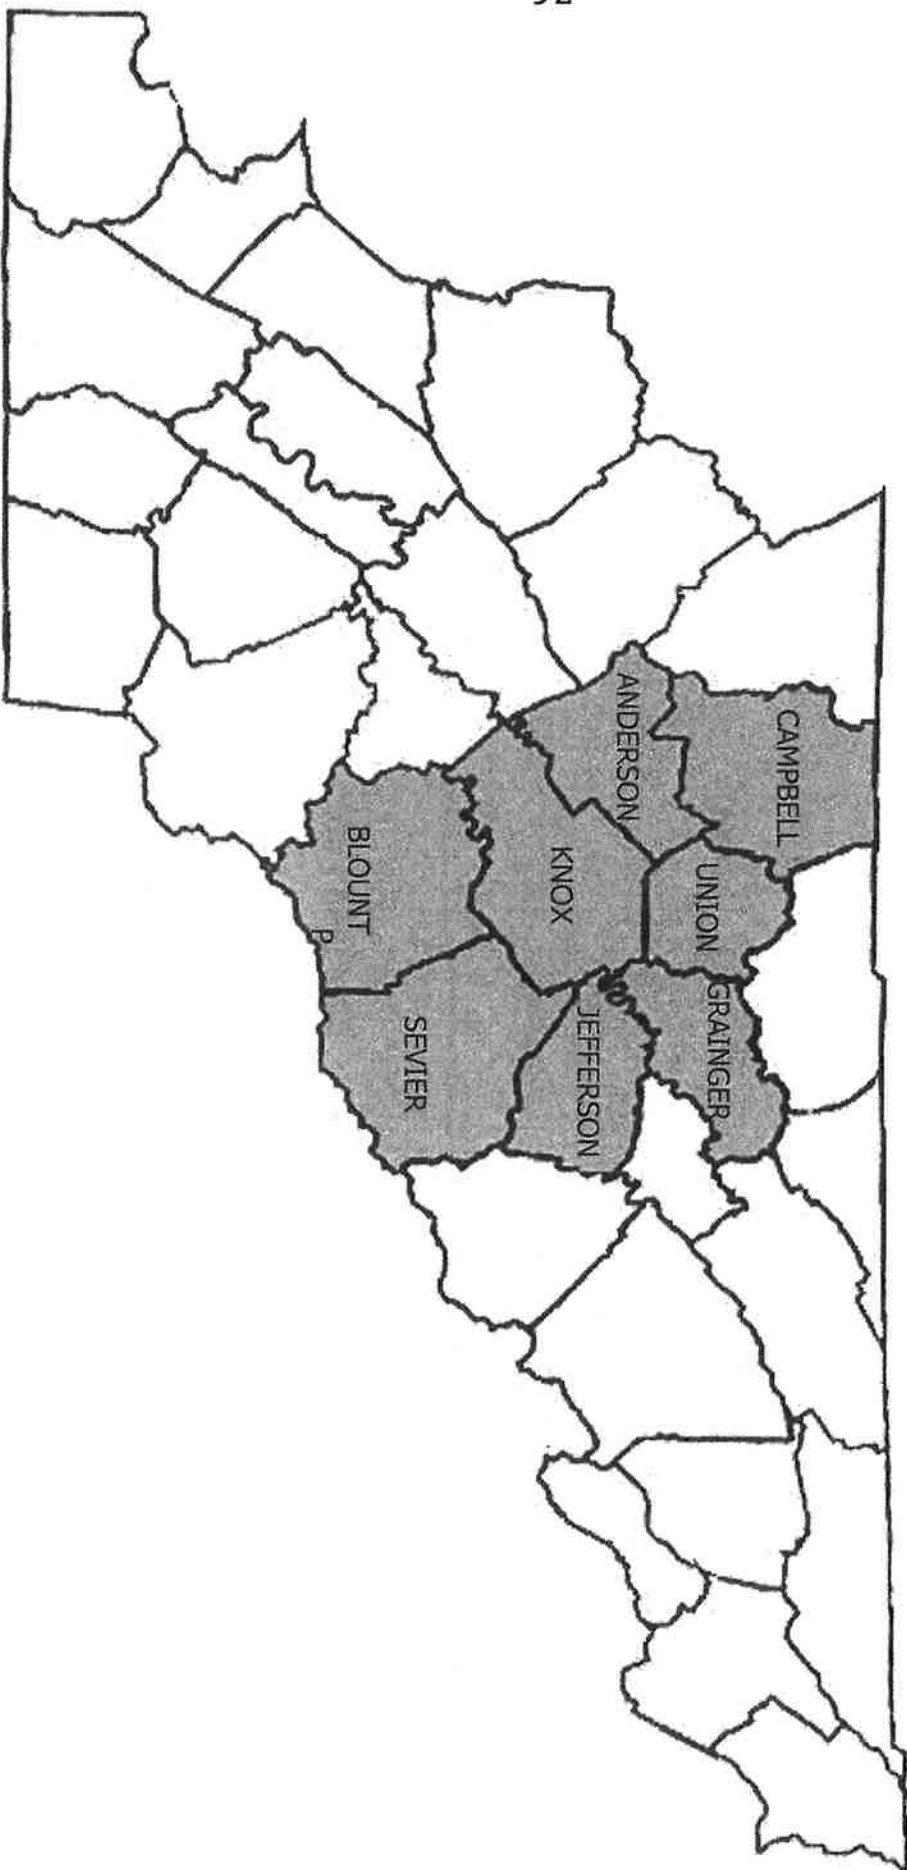 CAMPBELL
ANDERSON
UNION
GRAINGER
KNOX
JEFFERSON
BLOUNT
SEVIER
P